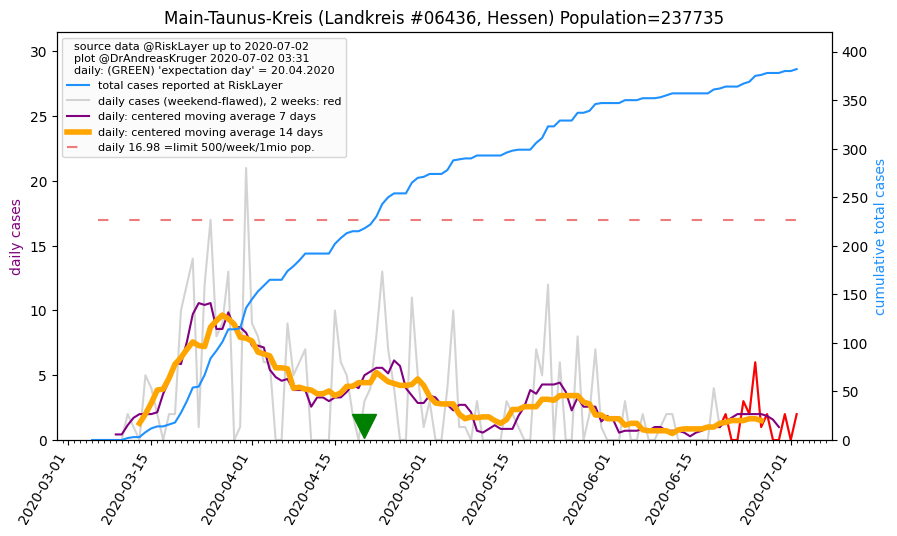 Main-Taunus-Kreis (Landkreis #06436, Hessen) Population=237735
source data @RiskLayer up to 2020-07-02
plot @DrAndreasKruger 2020-07-02 03:31
daily: (GREEN) 'expectation day' = 20.04.2020
total cases reported at RiskLayer
daily cases (weekend-flawed), 2 weeks: red
daily: centered moving average 7 days
daily: centered moving average 14 days
daily 16.98 =limit 500/week/1mio pop.
daily cases
30
25
20
15
10
5
0
400
350
300
250
200
150
100
50
0
cumulative total cases
2020-03-01
2020-03-15
2020-04-01
2020-04-15
2020-05-01
2020-05-15
2020-06-01
2020-06-15
2020-07-01